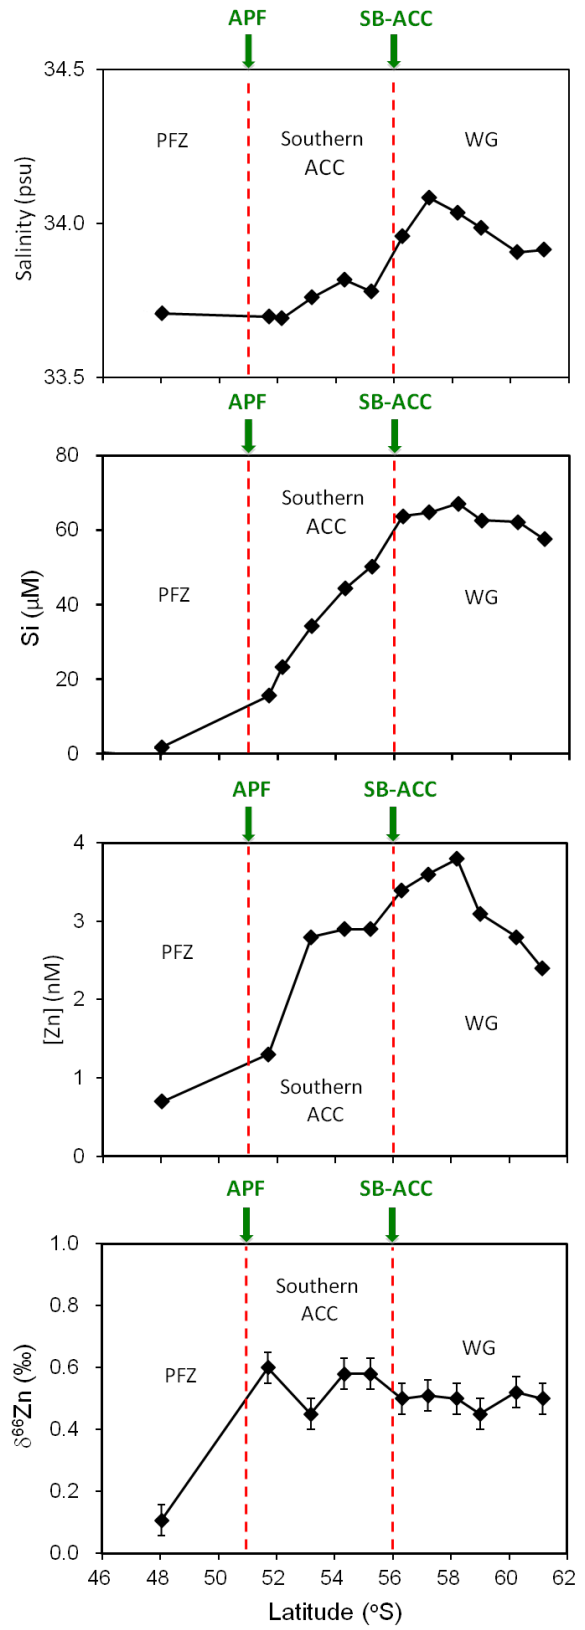 APF SB-ACC
34.5
PFZ Southern ACC WG
34.0
33.5
Salinity (psu)
APF SB-ACC
80
Southern ACC
60
PFZ WG
40
20
0
Si (μM)
APF SB-ACC
4
PFZ
3
2
WG
1
Southern ACC
0
[Zn] (nM)
APF SB-ACC
1.0
Southern ACC
0.8
PFZ WG
0.6
0.4
0.2
0.0
δ⁶⁶Zn (‰)
46 48 50 52 54 56 58 60 62
Latitude (°S)